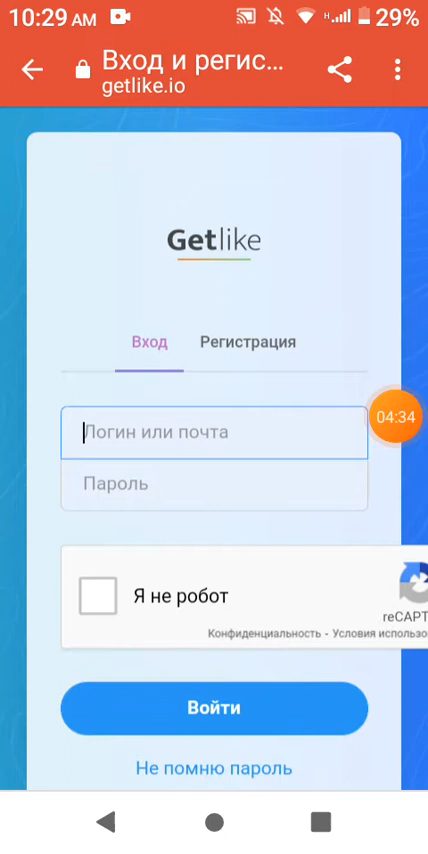 10:29 AM
H
29%
Вход и регис...
getlike.io
Getlike
Вход
Регистрация
04:34
Логин или почта
Пароль
Я не робот
reCAPT
Конфиденциальность - Условия использо
Войти
Не помню пароль